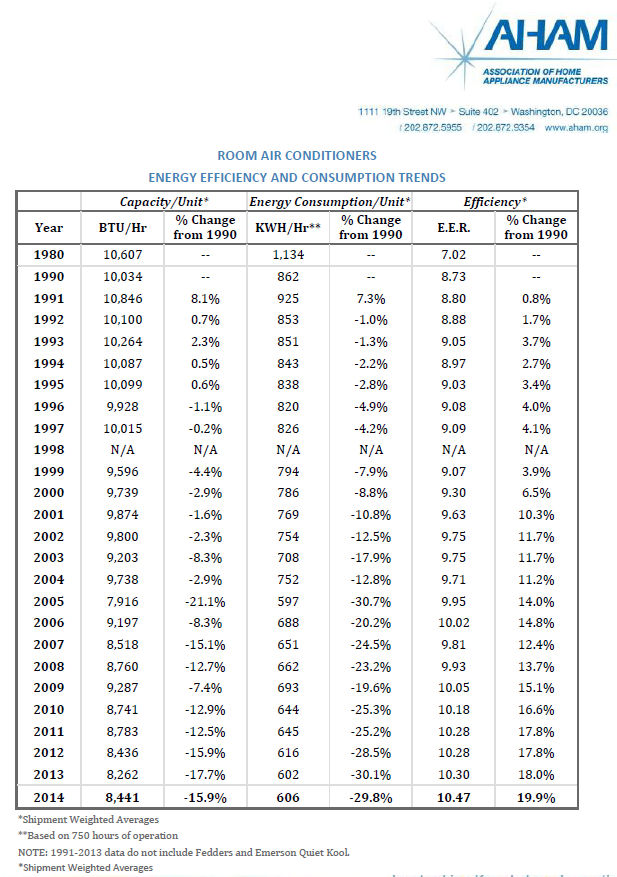 AHAM
ASSOCIATION OF HOME
APPLIANCE MANUFACTURERS
1111 19th Street NW > Suite 402 > Washington, DC 20036
t 202.872.5955 f 202.872.9354 www.aham.org
ROOM AIR CONDITIONERS
ENERGY EFFICIENCY AND CONSUMPTION TRENDS
Capacity/Unit* Energy Consumption/Unit* Efficiency*
Year BTU/Hr % Change from 1990 KWH/Hr** % Change from 1990 E.E.R. % Change from 1990
1980 10,607 -- 1,134 -- 7.02 --
1990 10,034 -- 862 -- 8.73 --
1991 10,846 8.1% 925 7.3% 8.80 0.8%
1992 10,100 0.7% 853 -1.0% 8.88 1.7%
1993 10,264 2.3% 851 -1.3% 9.05 3.7%
1994 10,087 0.5% 843 -2.2% 8.97 2.7%
1995 10,099 0.6% 838 -2.8% 9.03 3.4%
1996 9,928 -1.1% 820 -4.9% 9.08 4.0%
1997 10,015 -0.2% 826 -4.2% 9.09 4.1%
1998 N/A N/A N/A N/A N/A N/A
1999 9,596 -4.4% 794 -7.9% 9.07 3.9%
2000 9,739 -2.9% 786 -8.8% 9.30 6.5%
2001 9,874 -1.6% 769 -10.8% 9.63 10.3%
2002 9,800 -2.3% 754 -12.5% 9.75 11.7%
2003 9,203 -8.3% 708 -17.9% 9.75 11.7%
2004 9,738 -2.9% 752 -12.8% 9.71 11.2%
2005 7,916 -21.1% 597 -30.7% 9.95 14.0%
2006 9,197 -8.3% 688 -20.2% 10.02 14.8%
2007 8,518 -15.1% 651 -24.5% 9.81 12.4%
2008 8,760 -12.7% 662 -23.2% 9.93 13.7%
2009 9,287 -7.4% 693 -19.6% 10.05 15.1%
2010 8,741 -12.9% 644 -25.3% 10.18 16.6%
2011 8,783 -12.5% 645 -25.2% 10.28 17.8%
2012 8,436 -15.9% 616 -28.5% 10.28 17.8%
2013 8,262 -17.7% 602 -30.1% 10.30 18.0%
2014 8,441 -15.9% 606 -29.8% 10.47 19.9%
*Shipment Weighted Averages
**Based on 750 hours of operation
NOTE: 1991-2013 data do not include Fedders and Emerson Quiet Kool.
*Shipment Weighted Averages